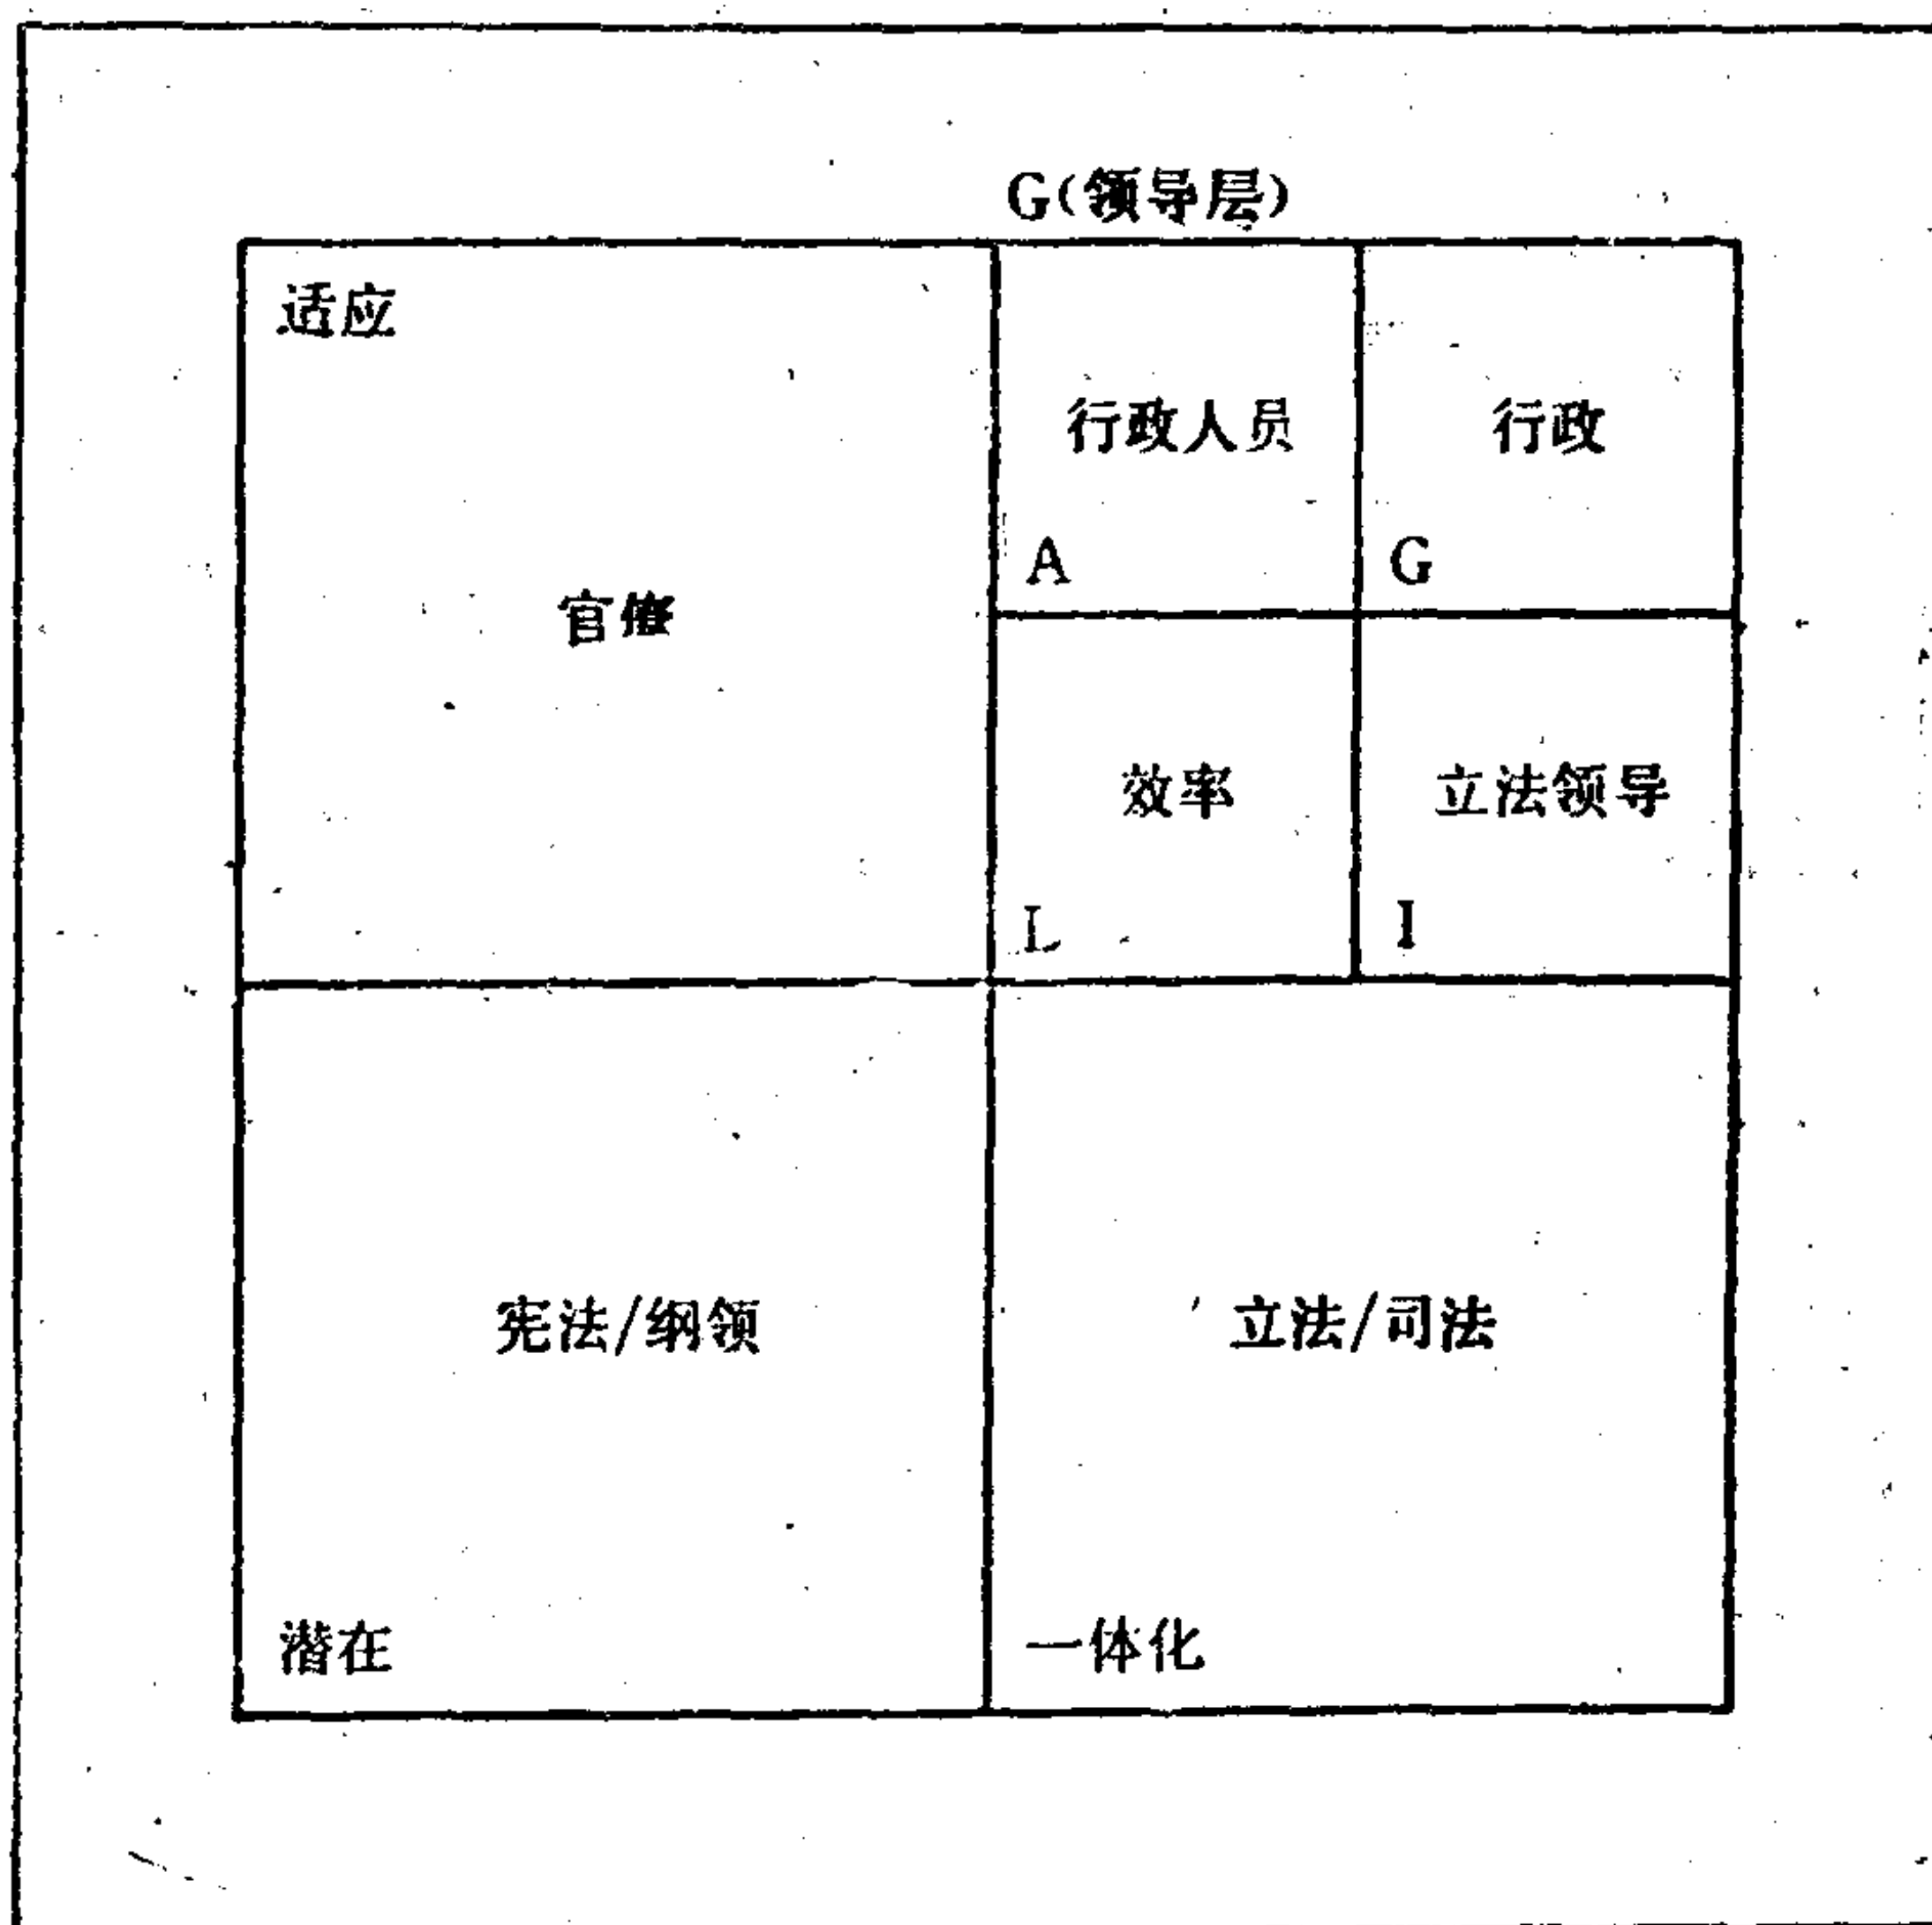 G(领导层)
适应
行政人员
行政
A
G
官僚
效率
立法领导
L
I
宪法/纲领
立法/司法
潜在
一体化